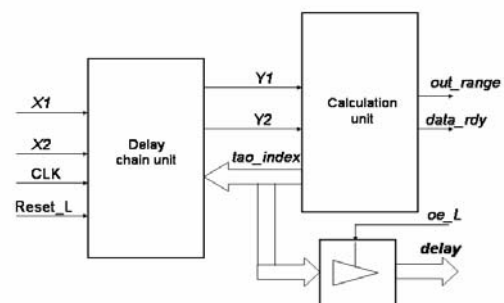 X1
X2
CLK
Reset_L
Delay
chain unit
Y1
Y2
tao_index
Calculation
unit
out_range
data_rdy
oe_L
delay